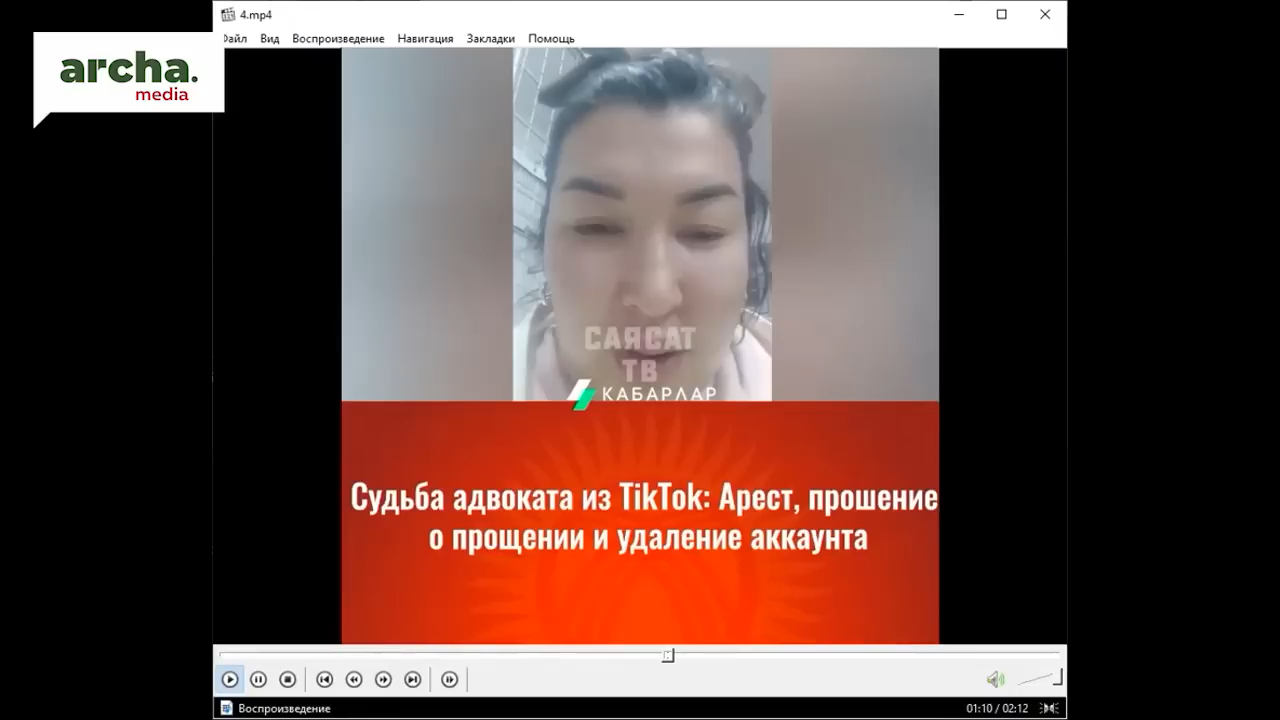 4.mp4
Файл Вид Воспроизведение Навигация Закладки Помощь
archa.
media
САЯСАТ
ТВ
КАБАРЛАР
Судьба адвоката из TikTok: Арест, прошение
о прощении и удаление аккаунта
Воспроизведение
01:10 / 02:12